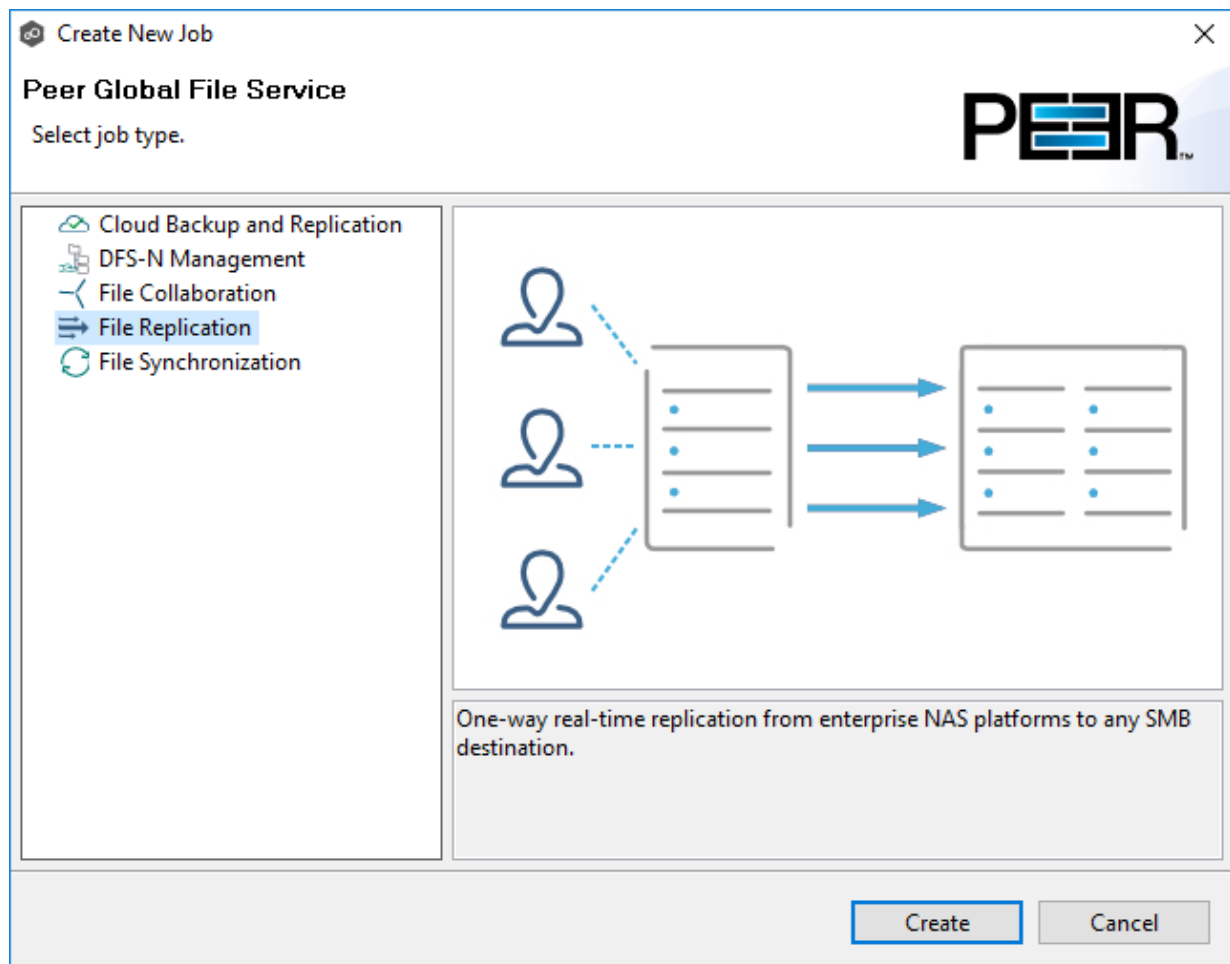 Create New Job
Peer Global File Service
Select job type.
PEER™
Cloud Backup and Replication
DFS-N Management
File Collaboration
File Replication
File Synchronization
One-way real-time replication from enterprise NAS platforms to any SMB
destination.
Create
Cancel